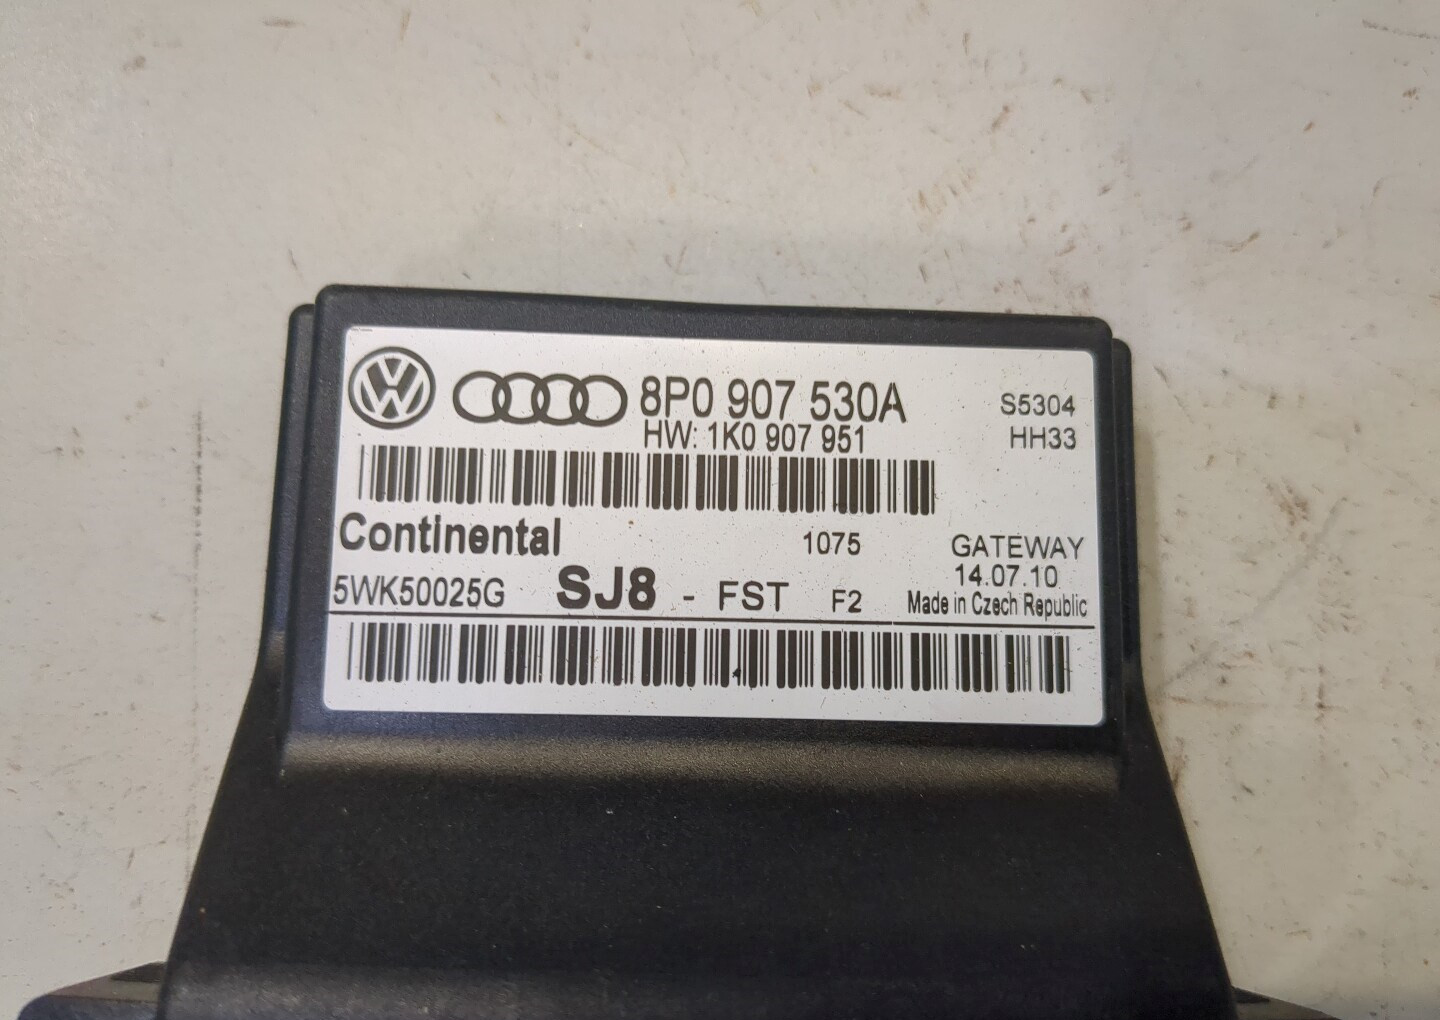 8P0 907 530A
HW: 1K0 907 951
S5304
HH33
Continental
1075
GATEWAY
14.07.10
5WK50025G SJ8 - FST F2
Made in Czech Republic